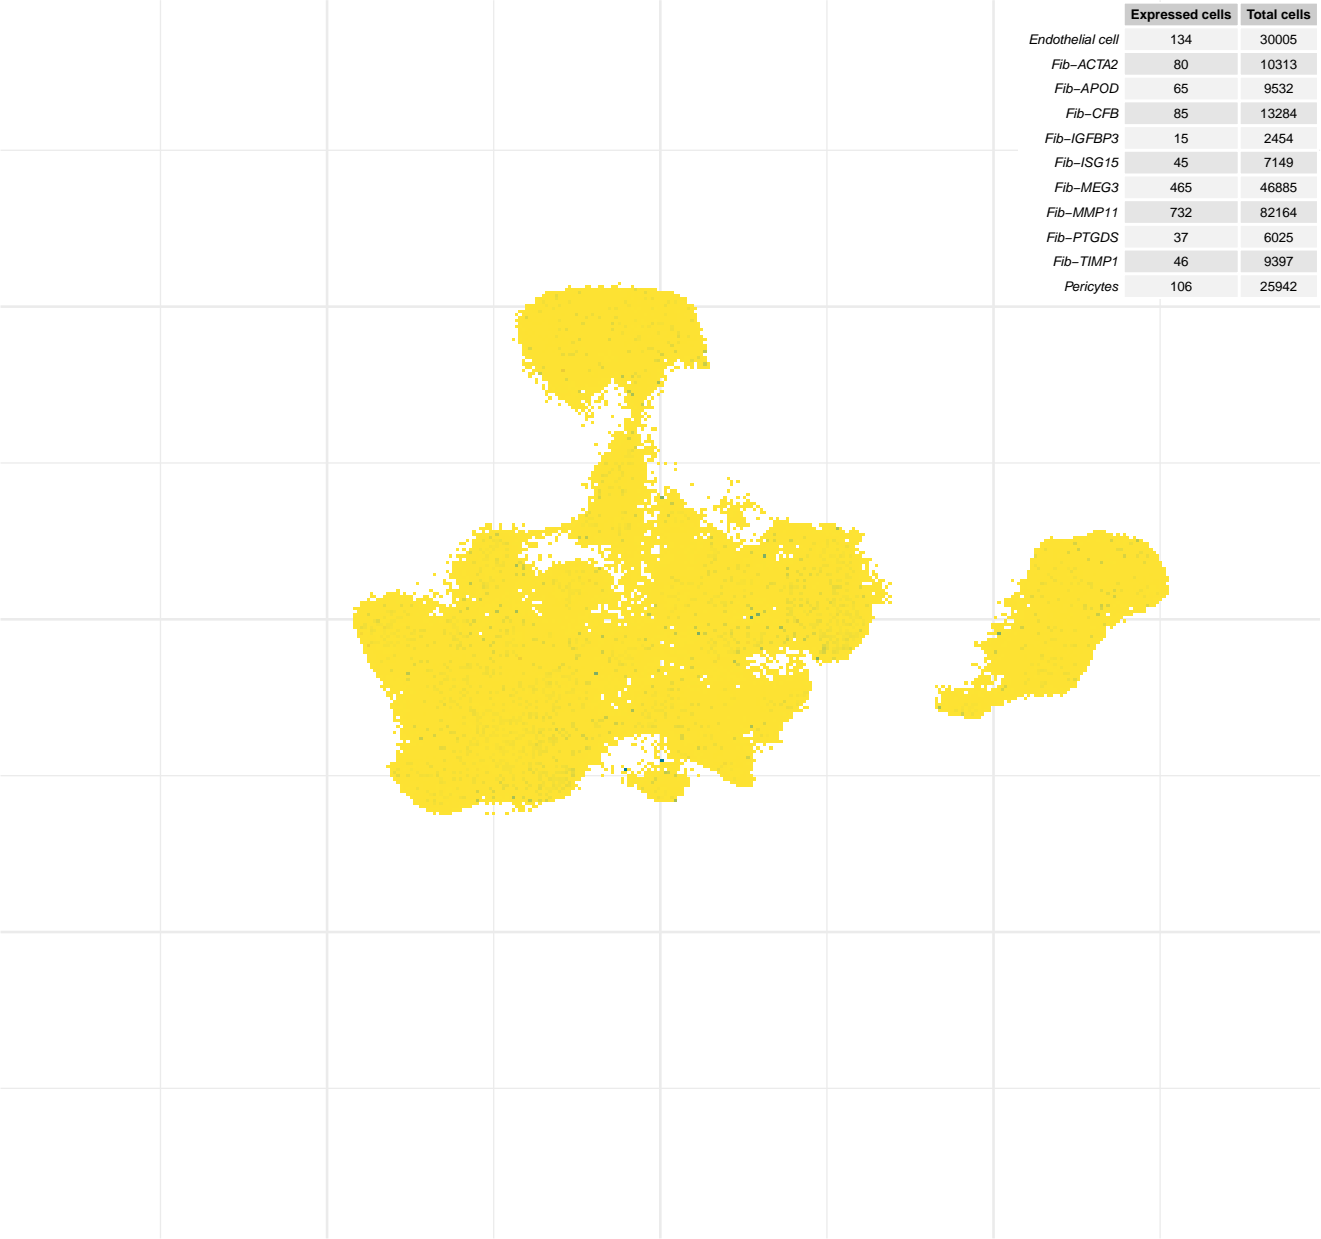 Expressed cells Total cells
Endothelial cell 134 30005
Fib−ACTA2 80 10313
Fib−APOD 65 9532
Fib−CFB 85 13284
Fib−IGFBP3 15 2454
Fib−ISG15 45 7149
Fib−MEG3 465 46885
Fib−MMP11 732 82164
Fib−PTGDS 37 6025
Fib−TIMP1 46 9397
Pericytes 106 25942